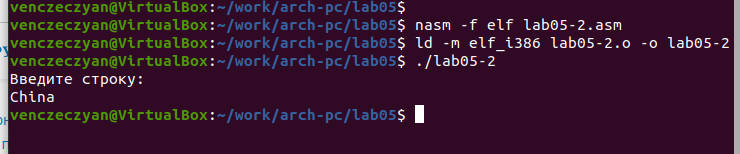 venczeczyan@VirtualBox:~/work/arch-pc/lab05$
venczeczyan@VirtualBox:~/work/arch-pc/lab05$ nasm -f elf lab05-2.asm
venczeczyan@VirtualBox:~/work/arch-pc/lab05$ ld -m elf_i386 lab05-2.o -o lab05-2
venczeczyan@VirtualBox:~/work/arch-pc/lab05$ ./lab05-2
Введите строку:
China
venczeczyan@VirtualBox:~/work/arch-pc/lab05$